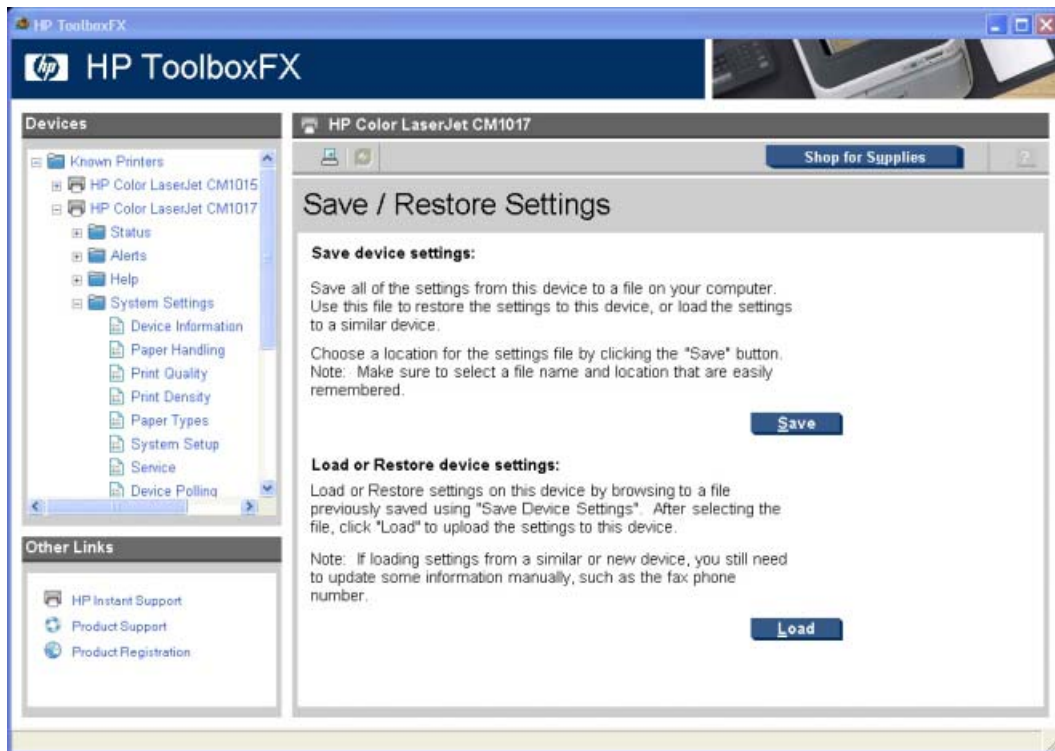 HP ToolboxFX
hp HP ToolboxFX
Devices
Known Printers
HP Color LaserJet CM1015
HP Color LaserJet CM1017
Status
Alerts
Help
System Settings
Device Information
Paper Handling
Print Quality
Print Density
Paper Types
System Setup
Service
Device Polling
Other Links
HP Instant Support
Product Support
Product Registration
HP Color LaserJet CM1017
Shop for Supplies
?
Save / Restore Settings
Save device settings:
Save all of the settings from this device to a file on your computer.
Use this file to restore the settings to this device, or load the settings
to a similar device.
Choose a location for the settings file by clicking the "Save" button.
Note: Make sure to select a file name and location that are easily
remembered.
Save
Load or Restore device settings:
Load or Restore settings on this device by browsing to a file
previously saved using "Save Device Settings". After selecting the
file, click "Load" to upload the settings to this device.
Note: If loading settings from a similar or new device, you still need
to update some information manually, such as the fax phone
number.
Load